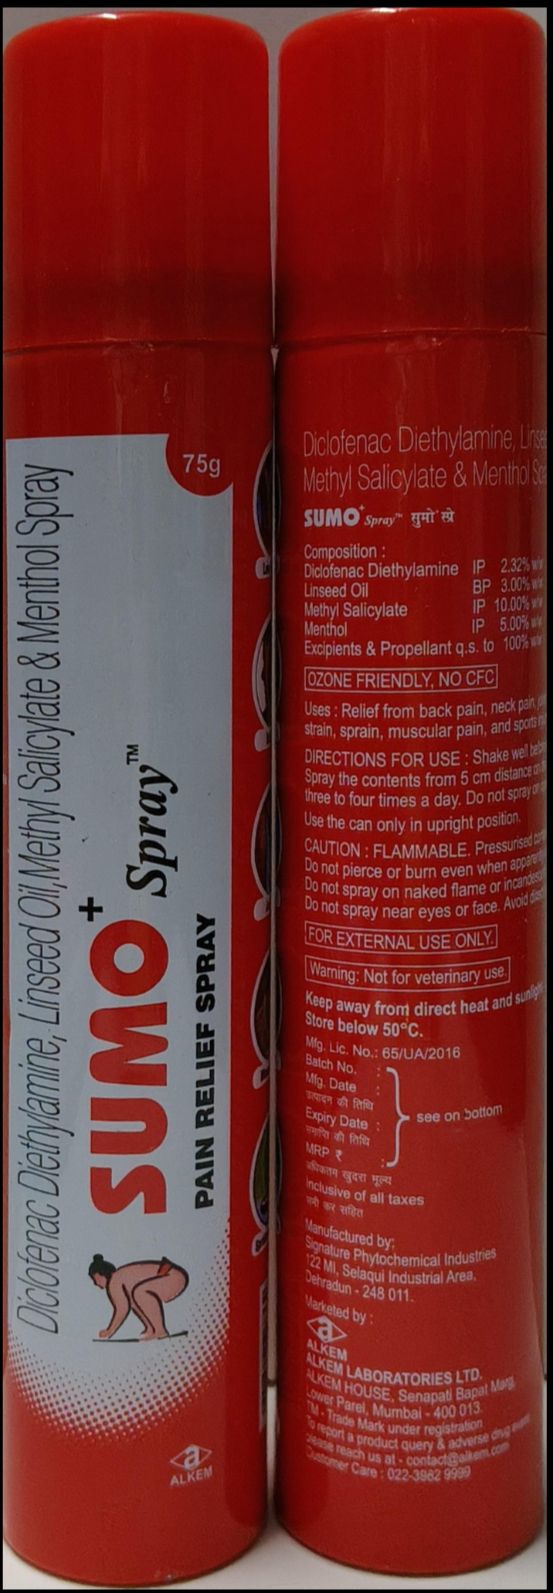 75g
Diclofenac Diethylamine, Linseed Oil,Methyl Salicylate & Menthol Spray
SUMO+ Spray™
PAIN RELIEF SPRAY
ALKEM
Diclofenac Diethylamine,
Methyl Salicylate & Menthol
SUMO+ Spray™ सुमो+ स्प्रे
Composition :
Diclofenac Diethylamine IP 2.32% w/w
Linseed Oil BP 3.00% w/w
Methyl Salicylate IP 10.00% w/w
Menthol IP 5.00% w/w
Excipients & Propellant q.s. to 100% w/w
OZONE FRIENDLY, NO CFC
Uses : Relief from back pain, neck pain,
strain, sprain, muscular pain, and sports
DIRECTIONS FOR USE : Shake well
Spray the contents from 5 cm distance
three to four times a day. Do not spray
Use the can only in upright position.
CAUTION : FLAMMABLE. Pressurised
Do not pierce or burn even when
Do not spray on naked flame or
Do not spray near eyes or face. Avoid
FOR EXTERNAL USE ONLY.
Warning: Not for veterinary use.
Keep away from direct heat and sunlight
Store below 50°C.
Mfg. Lic. No.: 65/UA/2016
Batch No. :
Mfg. Date :
उत्पादन की तिथि
Expiry Date :
समाप्ति की तिथि
MRP ₹ :
see on bottom
अधिकतम खुदरा मूल्य
Inclusive of all taxes
सभी कर सहित
Manufactured by:
Signature Phytochemical Industries
122 MI, Selaqui Industrial Area,
Dehradun - 248 011.
Marketed by :
ALKEM
ALKEM LABORATORIES LTD.
ALKEM HOUSE, Senapati Bapat Marg,
Lower Parel, Mumbai - 400 013.
TM - Trade Mark under registration
To report a product query & adverse drug
please reach us at - contact@alkem.com
Customer Care : 022-3982 9999